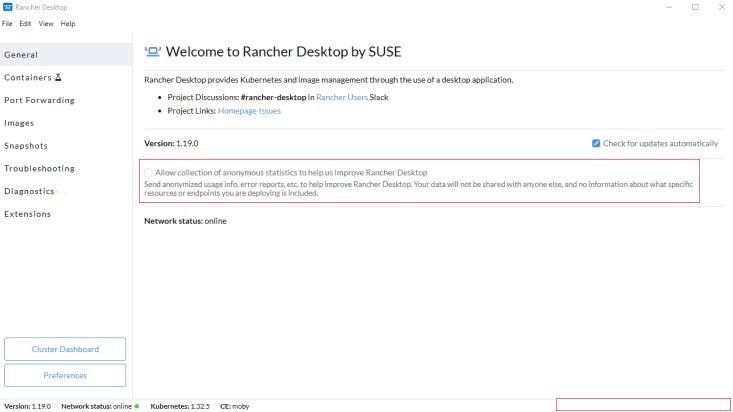 Rancher Desktop
File Edit View Help
General
Containers
Port Forwarding
Images
Snapshots
Troubleshooting
Diagnostics
Extensions
Cluster Dashboard
Preferences
Welcome to Rancher Desktop by SUSE
Rancher Desktop provides Kubernetes and image management through the use of a desktop application.
• Project Discussions: #rancher-desktop in Rancher Users Slack
• Project Links: Homepage Issues
Version: 1.19.0
Check for updates automatically
Allow collection of anonymous statistics to help us improve Rancher Desktop
Send anonymized usage info, error reports, etc. to help improve Rancher Desktop. Your data will not be shared with anyone else, and no information about what specific
resources or endpoints you are deploying is included.
Network status: online
Version: 1.19.0 Network status: online Kubernetes: 1.32.5 CE: moby